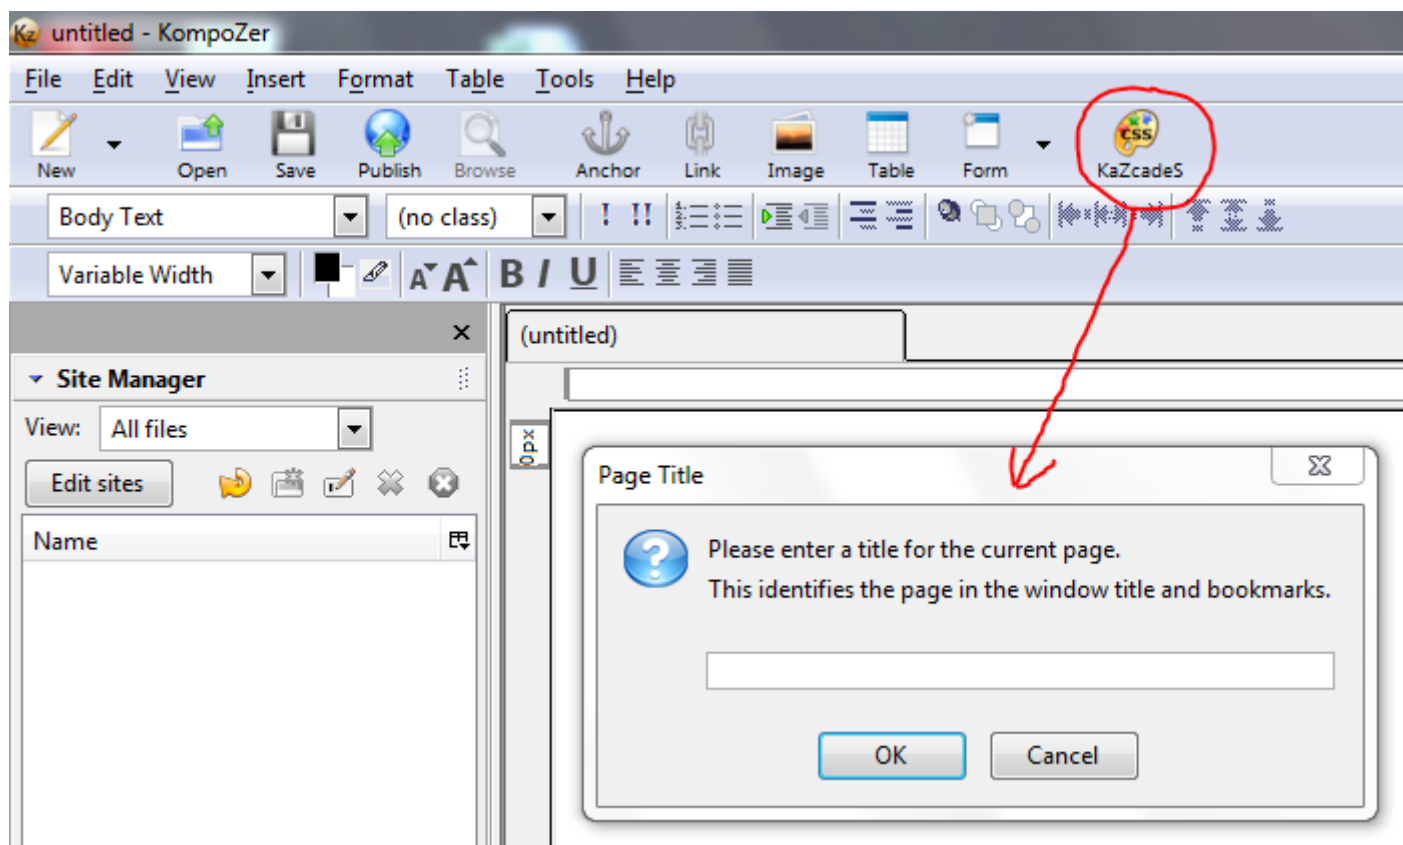 Kz untitled - KompoZer
File Edit View Insert Format Table Tools Help
CSS
New Open Save Publish Browse Anchor Link Image Table Form KaZcadeS
Body Text (no class) ! !!
Variable Width A A B I U
(untitled)
Site Manager
View: All files
0px
Edit sites
Name
Page Title
Please enter a title for the current page.
This identifies the page in the window title and bookmarks.
OK Cancel